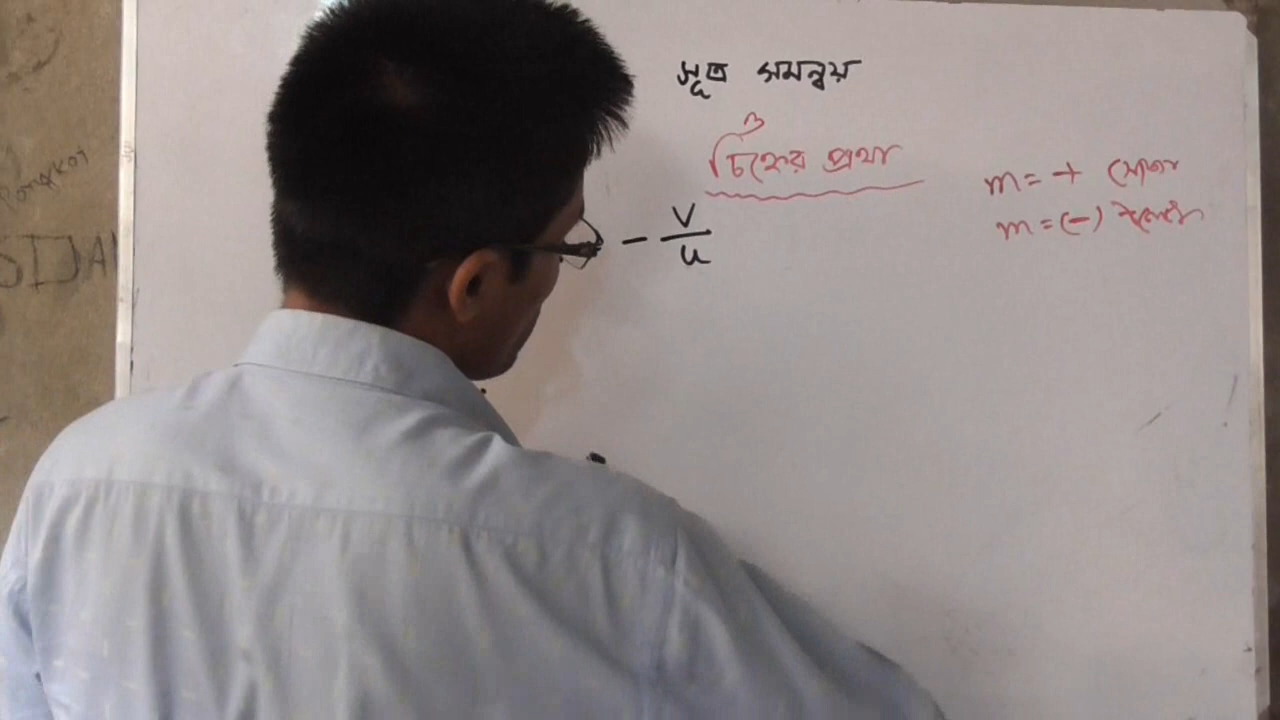 সূত্র সমন্বয়
ও
চিহ্নের প্রথা
m = + সোজা
m = (-) উল্টো
- v/u